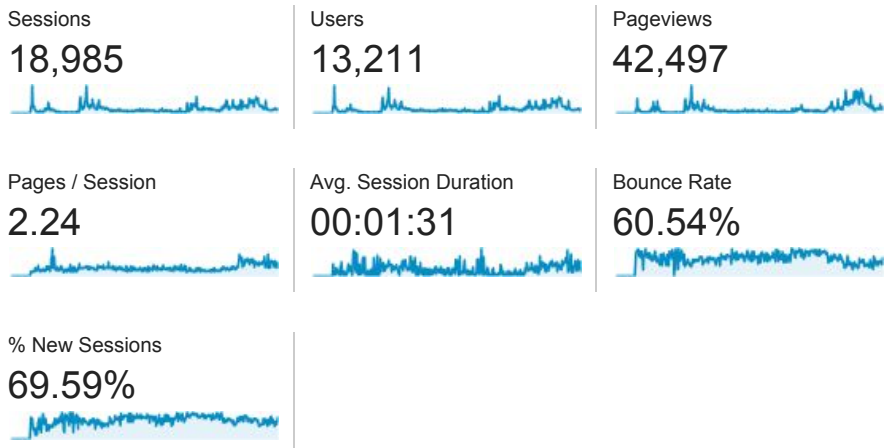 Sessions
18,985
Users
13,211
Pageviews
42,497
Pages / Session
2.24
Avg. Session Duration
00:01:31
Bounce Rate
60.54%
% New Sessions
69.59%